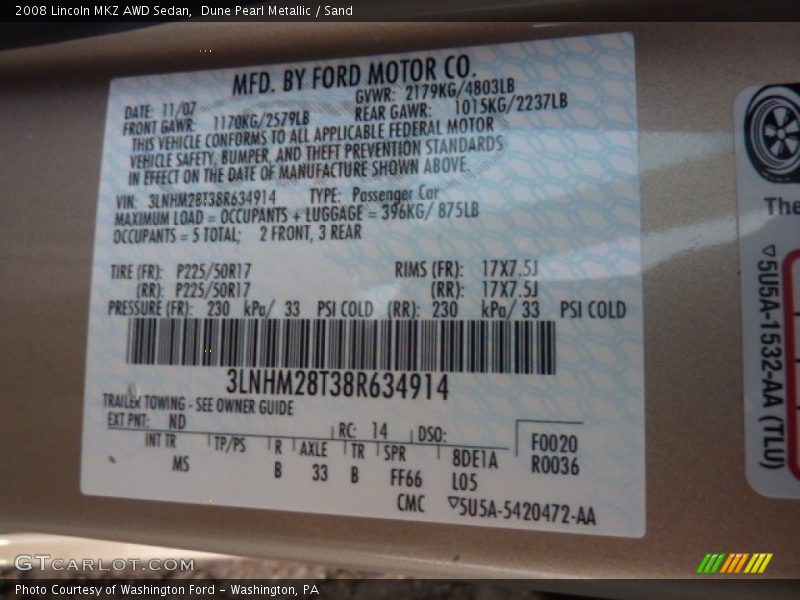 2008 Lincoln MKZ AWD Sedan,  Dune Pearl Metallic / Sand
MFD. BY FORD MOTOR CO.
DATE: 11/07 GVWR: 2179KG/4803LB
FRONT GAWR: 1170KG/2579LB REAR GAWR: 1015KG/2237LB
THIS VEHICLE CONFORMS TO ALL APPLICABLE FEDERAL MOTOR
VEHICLE SAFETY, BUMPER, AND THEFT PREVENTION STANDARDS
IN EFFECT ON THE DATE OF MANUFACTURE SHOWN ABOVE
VIN: 3LNHM28T38R634914 TYPE: Passenger Car
MAXIMUM LOAD = OCCUPANTS + LUGGAGE = 396KG/ 875LB
OCCUPANTS = 5 TOTAL; 2 FRONT, 3 REAR
TIRE (FR): P225/50R17 RIMS (FR): 17X7.5J
(RR): P225/50R17 (RR): 17X7.5J
PRESSURE (FR): 230 kPa/ 33 PSI COLD (RR): 230 kPa/ 33 PSI COLD
3LNHM28T38R634914
TRAILER TOWING - SEE OWNER GUIDE
EXT PNT: ND RC: 14 DSO: F0020
INT TR TP/PS R AXLE TR SPR 8DE1A R0036
MS B 33 B FF66 L05
CMC ▽5U5A-5420472-AA
The
▽5U5A-1532-AA (TLU)
GTCARLOT.COM
Photo Courtesy of Washington Ford - Washington, PA